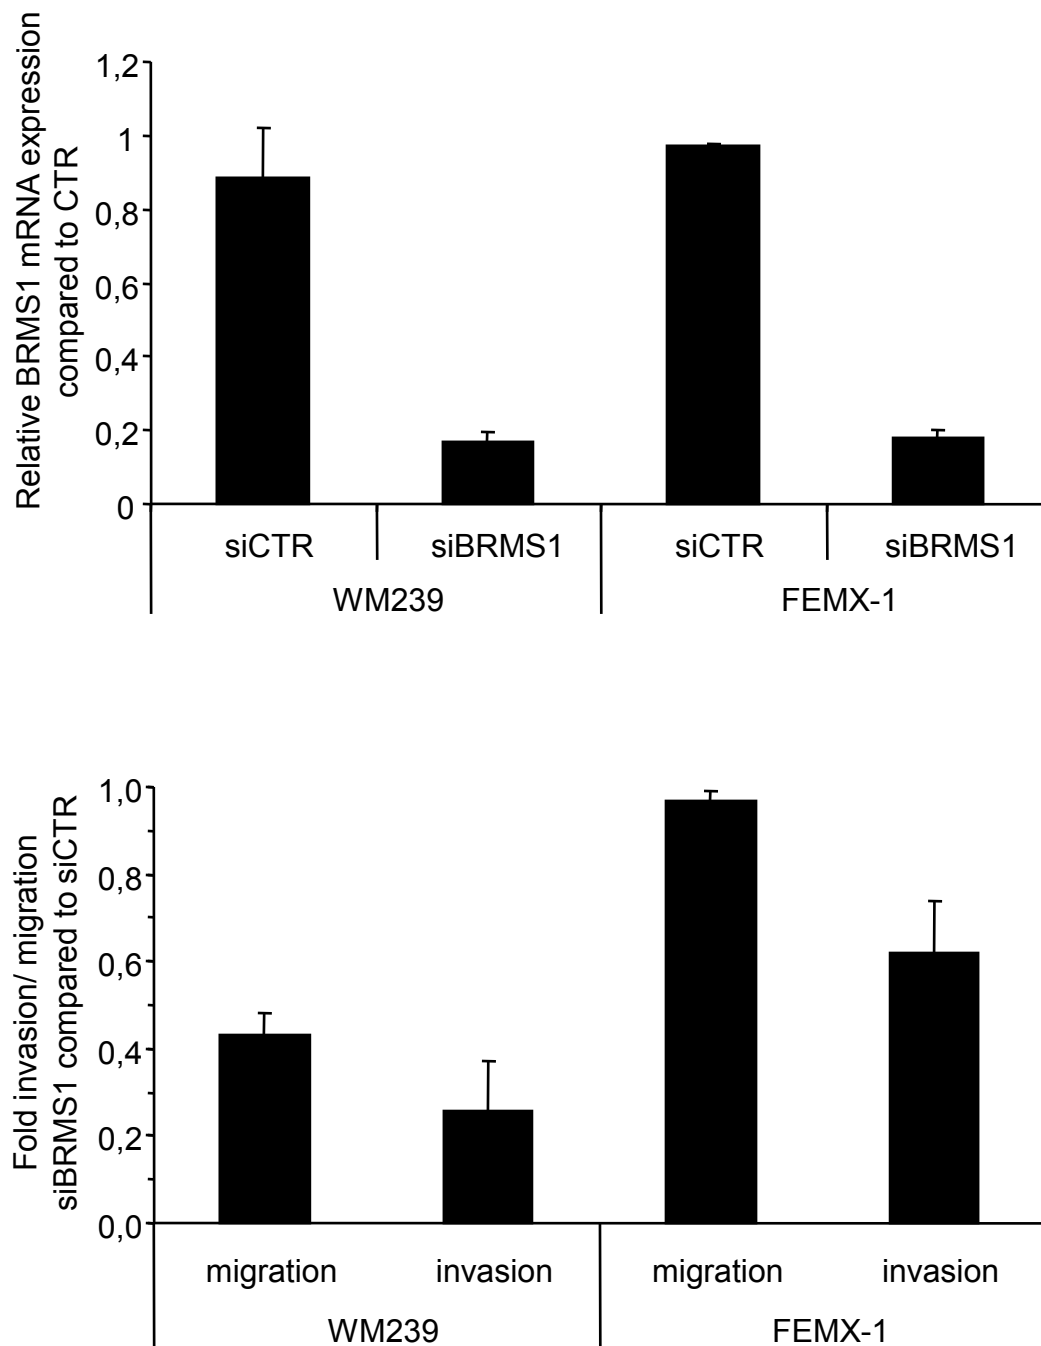 Relative BRMS1 mRNA expression
compared to CTR
1,2
1
0,8
0,6
0,4
0,2
0
siCTR siBRMS1 siCTR siBRMS1
WM239 FEMX-1
Fold invasion/ migration
siBRMS1 compared to siCTR
1,0
0,8
0,6
0,4
0,2
0,0
migration invasion migration invasion
WM239 FEMX-1